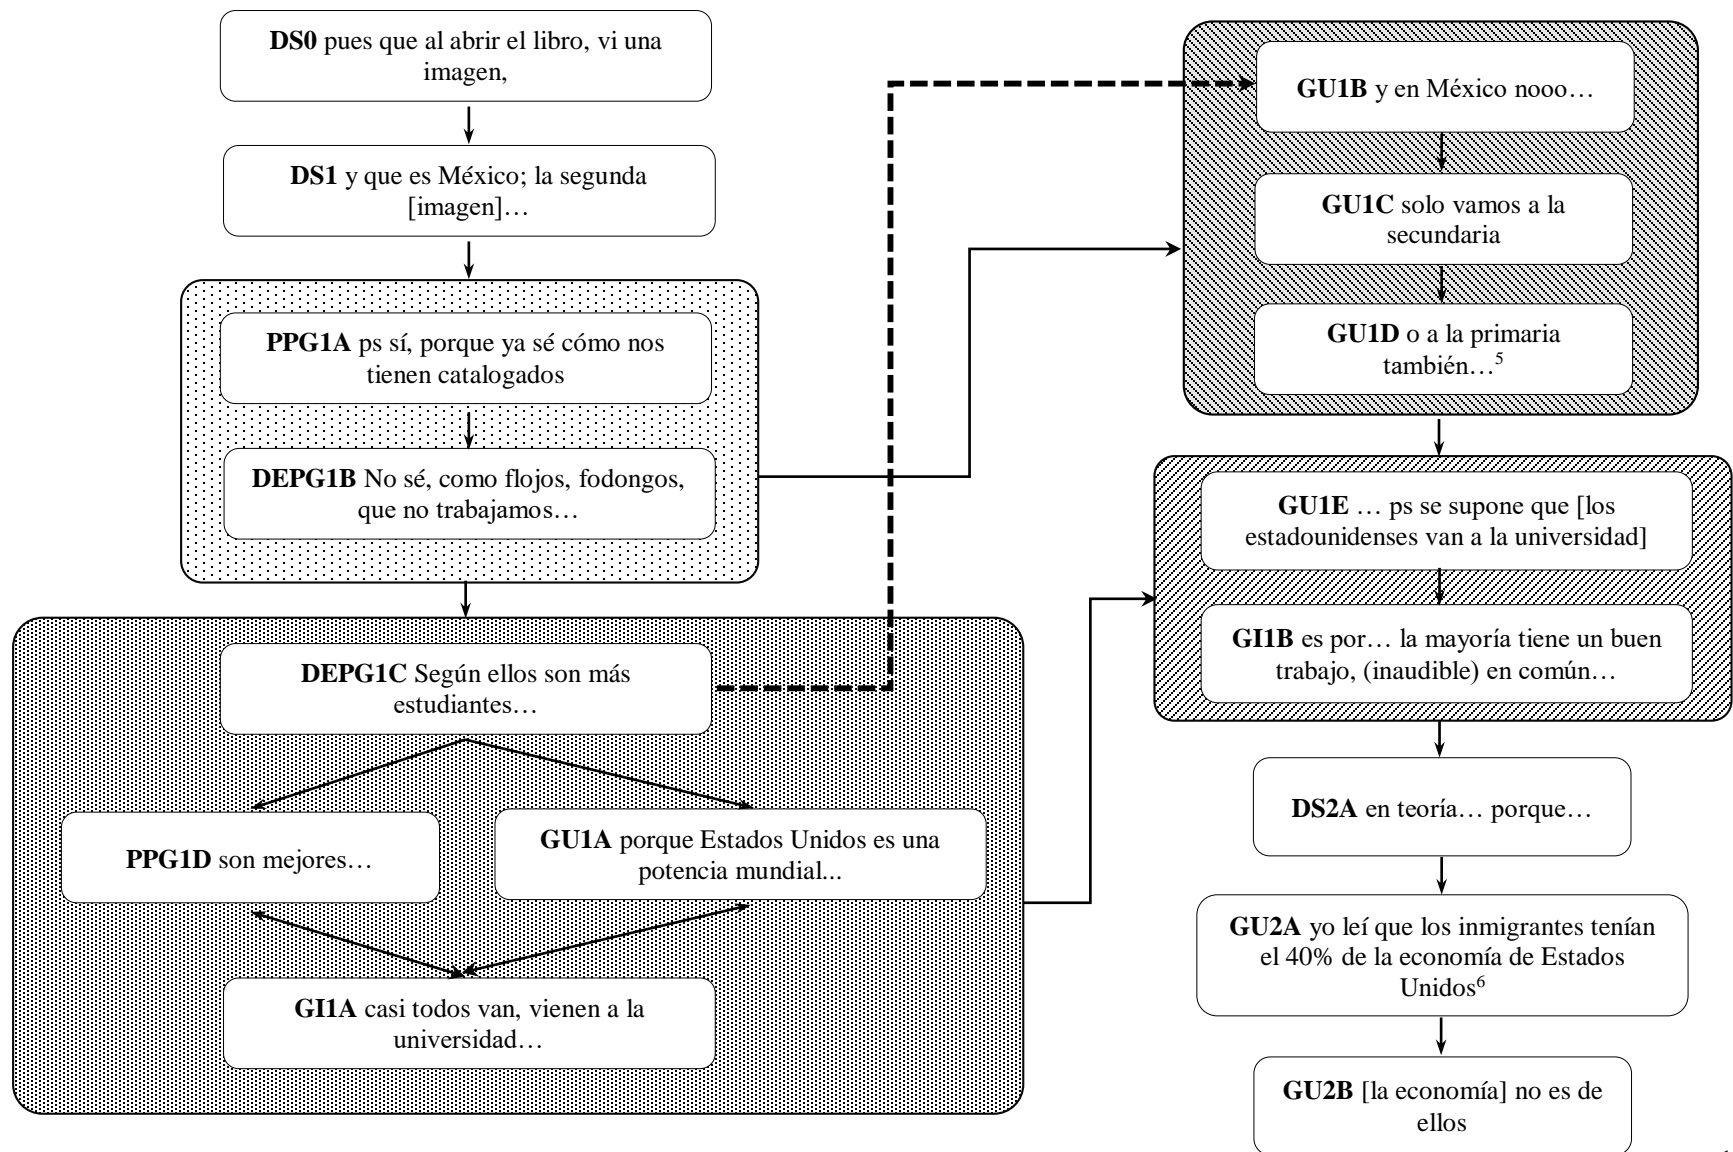 DS0 pues que al abrir el libro, vi una
imagen,
DS1 y que es México; la segunda
[imagen]…
PPG1A ps sí, porque ya sé cómo nos
tienen catalogados
DEPG1B No sé, como flojos, fodongos,
que no trabajamos…
DEPG1C Según ellos son más
estudiantes…
PPG1D son mejores…
GU1A porque Estados Unidos es una
potencia mundial...
GI1A casi todos van, vienen a la
universidad…
GU1B y en México nooo…
GU1C solo vamos a la
secundaria
GU1D o a la primaria
también…5
GU1E … ps se supone que [los
estadounidenses van a la universidad]
GI1B es por… la mayoría tiene un buen
trabajo, (inaudible) en común…
DS2A en teoría… porque…
GU2A yo leí que los inmigrantes tenían
el 40% de la economía de Estados
Unidos6
GU2B [la economía] no es de
ellos